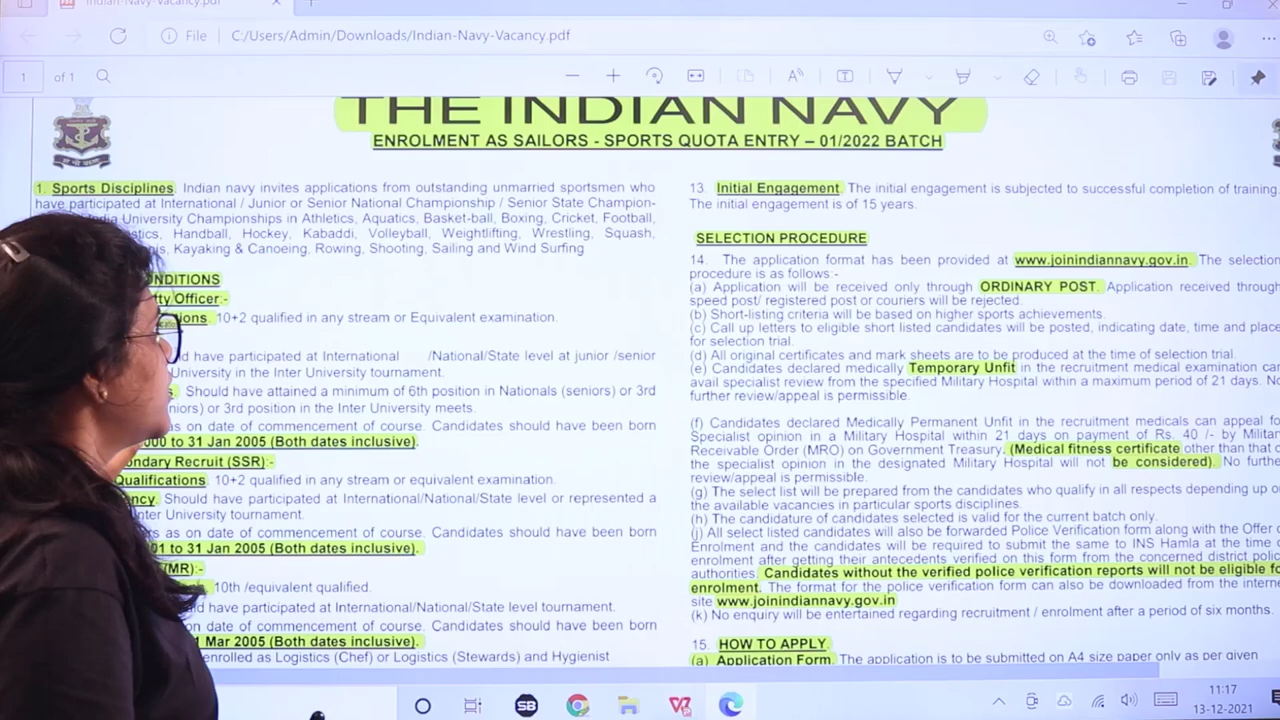 Indian-Navy-Vacancy.pdf
File C:/Users/Admin/Downloads/Indian-Navy-Vacancy.pdf
1 of 1
THE INDIAN NAVY
ENROLMENT AS SAILORS - SPORTS QUOTA ENTRY – 01/2022 BATCH
1. Sports Disciplines. Indian navy invites applications from outstanding unmarried sportsmen who
have participated at International / Junior or Senior National Championship / Senior State Champion-
University Championships in Athletics, Aquatics, Basket-ball, Boxing, Cricket, Football,
Handball, Hockey, Kabaddi, Volleyball, Weightlifting, Wrestling, Squash,
Kayaking & Canoeing, Rowing, Shooting, Sailing and Wind Surfing
ONDITIONS
tty Officer:-
ions. 10+2 qualified in any stream or Equivalent examination.
ld have participated at International /National/State level at junior /senior
University in the Inter University tournament.
s. Should have attained a minimum of 6th position in Nationals (seniors) or 3rd
niors) or 3rd position in the Inter University meets.
as on date of commencement of course. Candidates should have been born
000 to 31 Jan 2005 (Both dates inclusive).
ondary Recruit (SSR):-
Qualifications. 10+2 qualified in any stream or equivalent examination.
ency. Should have participated at International/National/State level or represented a
nter University tournament.
rs as on date of commencement of course. Candidates should have been born
01 to 31 Jan 2005 (Both dates inclusive).
(MR):-
10th /equivalent qualified.
ld have participated at International/National/State level tournament.
on date of commencement of course. Candidates should have been born
1 Mar 2005 (Both dates inclusive).
enrolled as Logistics (Chef) or Logistics (Stewards) and Hygienist
13. Initial Engagement. The initial engagement is subjected to successful completion of training.
The initial engagement is of 15 years.
SELECTION PROCEDURE
14. The application format has been provided at www.joinindiannavy.gov.in. The selection
procedure is as follows:-
(a) Application will be received only through ORDINARY POST. Application received through
speed post/ registered post or couriers will be rejected.
(b) Short-listing criteria will be based on higher sports achievements.
(c) Call up letters to eligible short listed candidates will be posted, indicating date, time and place
for selection trial.
(d) All original certificates and mark sheets are to be produced at the time of selection trial.
(e) Candidates declared medically Temporary Unfit in the recruitment medical examination can
avail specialist review from the specified Military Hospital within a maximum period of 21 days. No
further review/appeal is permissible.
(f) Candidates declared Medically Permanent Unfit in the recruitment medicals can appeal fo
Specialist opinion in a Military Hospital within 21 days on payment of Rs. 40 /- by Militar
Receivable Order (MRO) on Government Treasury. (Medical fitness certificate other than that o
the specialist opinion in the designated Military Hospital will not be considered). No furthe
review/appeal is permissible.
(g) The select list will be prepared from the candidates who qualify in all respects depending up o
the available vacancies in particular sports disciplines.
(h) The candidature of candidates selected is valid for the current batch only.
(j) All select listed candidates will also be forwarded Police Verification form along with the Offer o
Enrolment and the candidates will be required to submit the same to INS Hamla at the time o
enrolment after getting their antecedents verified on this form from the concerned district polic
authorities. Candidates without the verified police verification reports will not be eligible fo
enrolment. The format for the police verification form can also be downloaded from the interne
site www.joinindiannavy.gov.in
(k) No enquiry will be entertained regarding recruitment / enrolment after a period of six months.
15. HOW TO APPLY
(a) Application Form. The application is to be submitted on A4 size paper only as per given
SB
11:17
13-12-2021